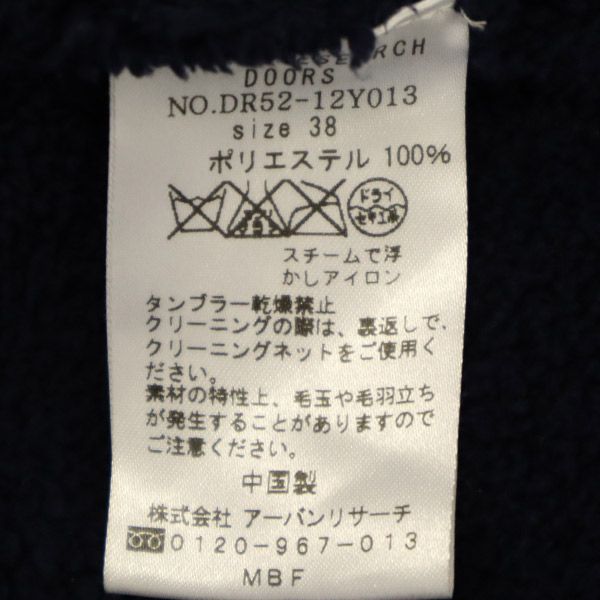 RESEARCH
DOORS
NO.DR52-12Y013
size 38
ポリエステル 100%
ドライ
セキユ系
スチームで浮
かしアイロン
タンブラー乾燥禁止
クリーニングの際は、裏返しで、
クリーニングネットをご使用く
ださい。
素材の特性上、毛玉や毛羽立ち
が発生することがありますので
ご注意ください。
中国製
株式会社 アーバンリサーチ
0120-967-013
MBF